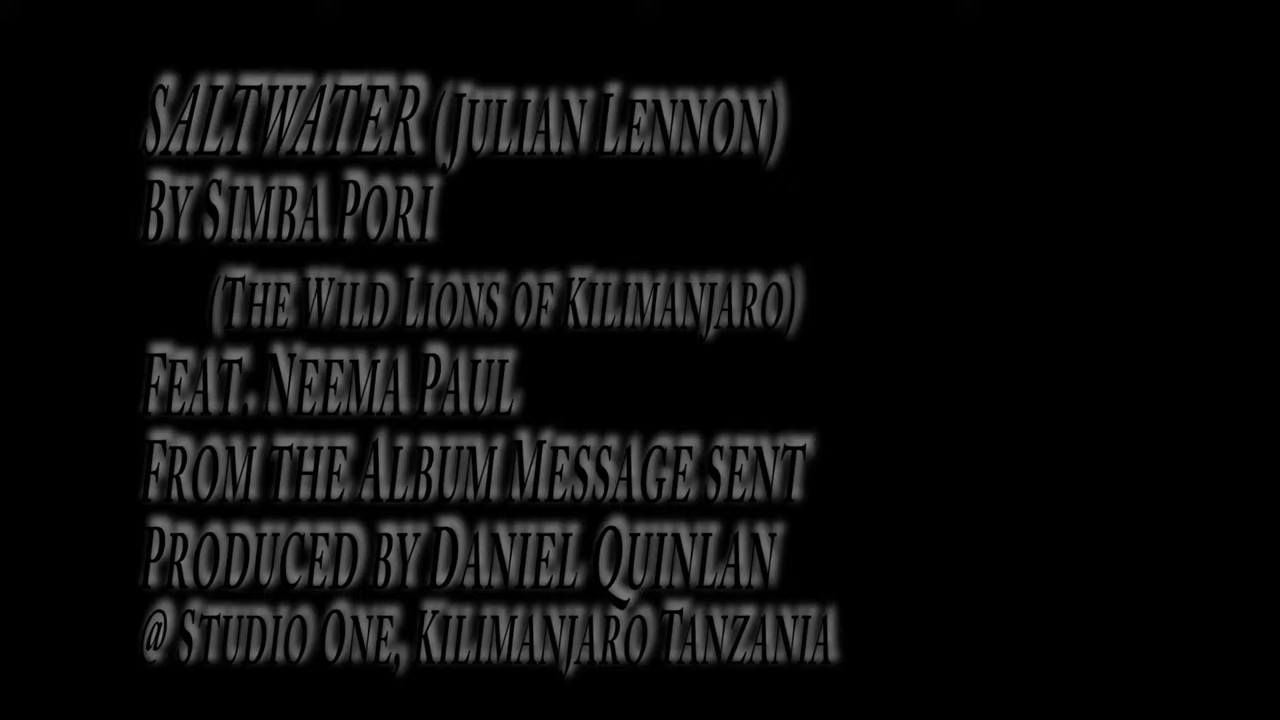 SALTWATER (JULIAN LENNON)
BY SIMBA PORI
(THE WILD LIONS OF KILIMANJARO)
FEAT. NEEMA PAUL
FROM THE ALBUM MESSAGE SENT
PRODUCED BY DANIEL QUINLAN
@ STUDIO ONE, KILIMANJARO TANZANIA